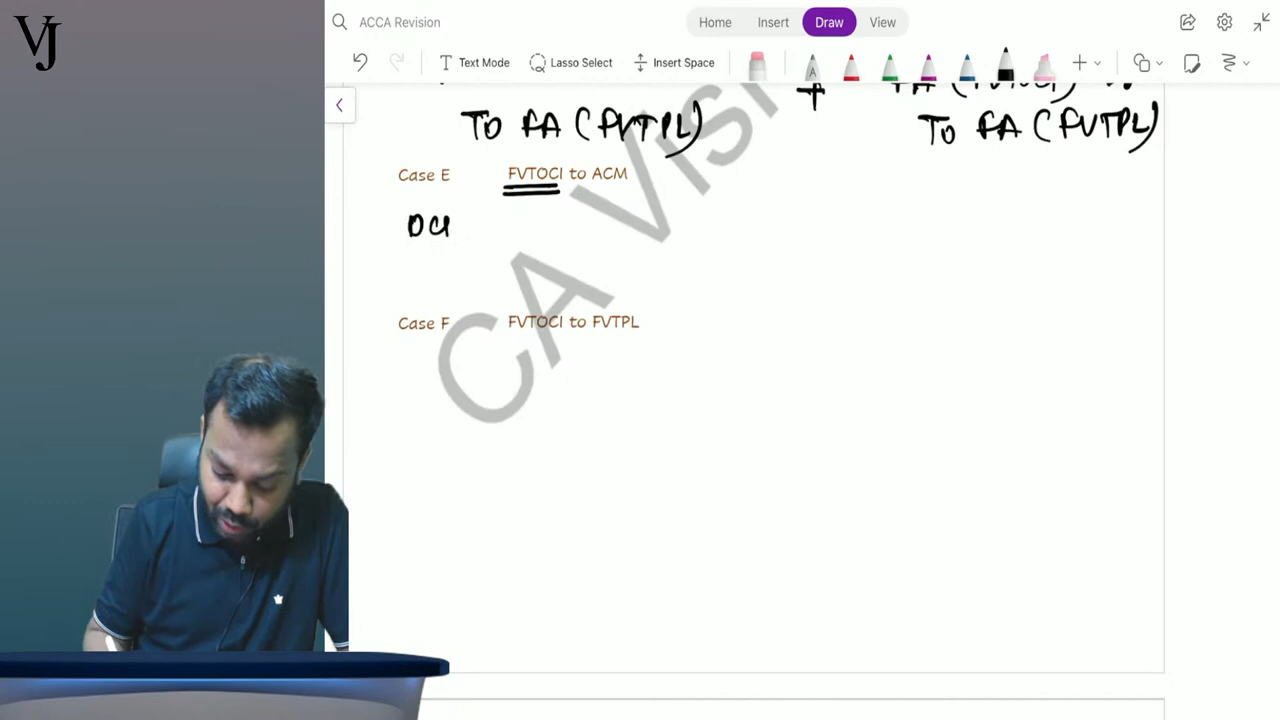 VJ
ACCA Revision
Home Insert Draw View
Text Mode Lasso Select Insert Space
To FA (FVTPL)
To FA (FVTPL)
Case E FVTOCI to ACM
OCI
Case F FVTOCI to FVTPL
CA Vis